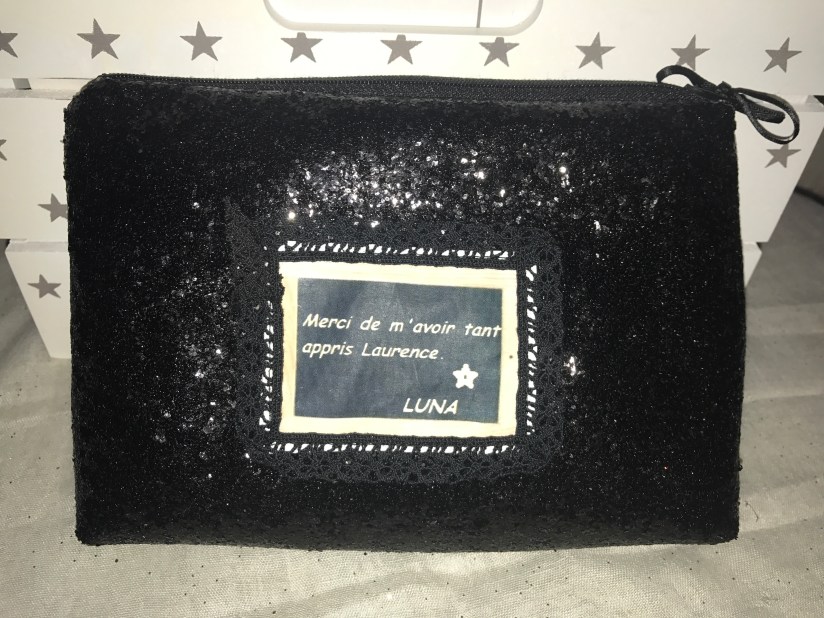 Merci de m'avoir tant
appris Laurence.
LUNA